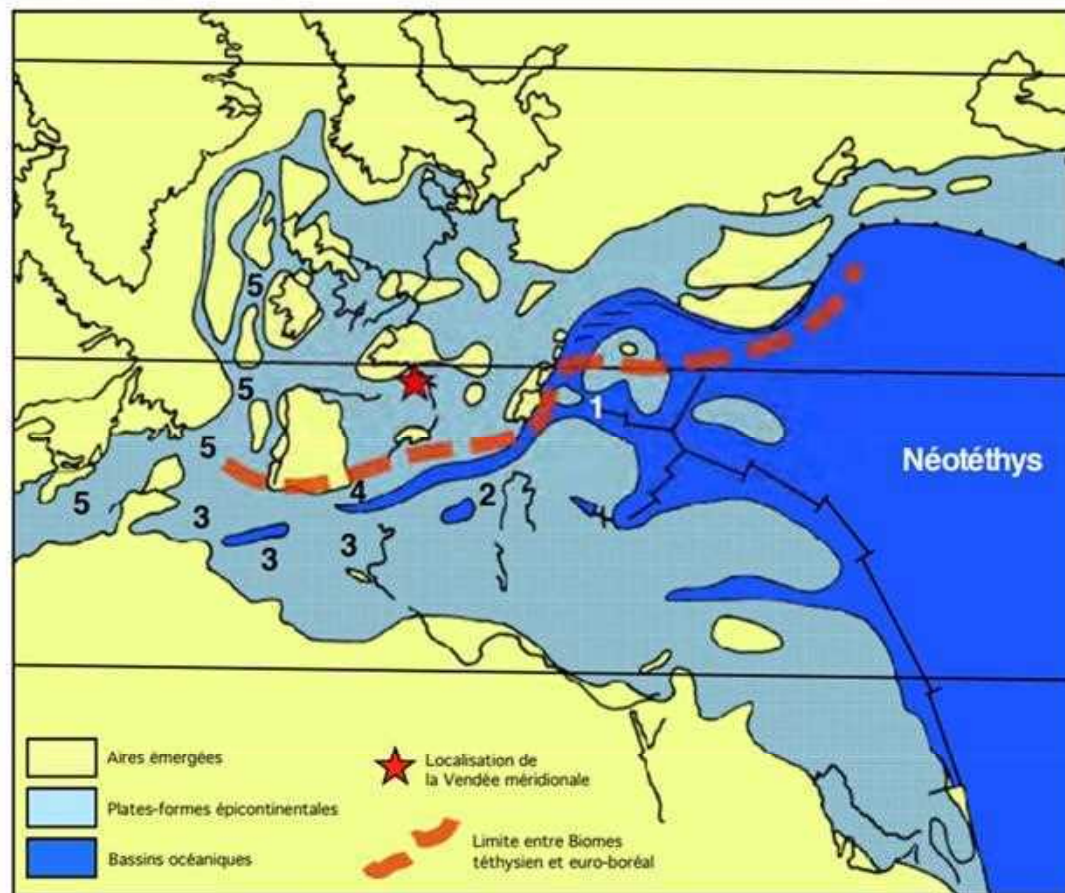 5
5
1
5
Néotéthys
4
2
5
3
3
3
Aires émergées
Localisation de
la Vendée méridionale
Plates-formes épicontinentales
Limite entre Biomes
téthysien et euro-boréal
Bassins océaniques